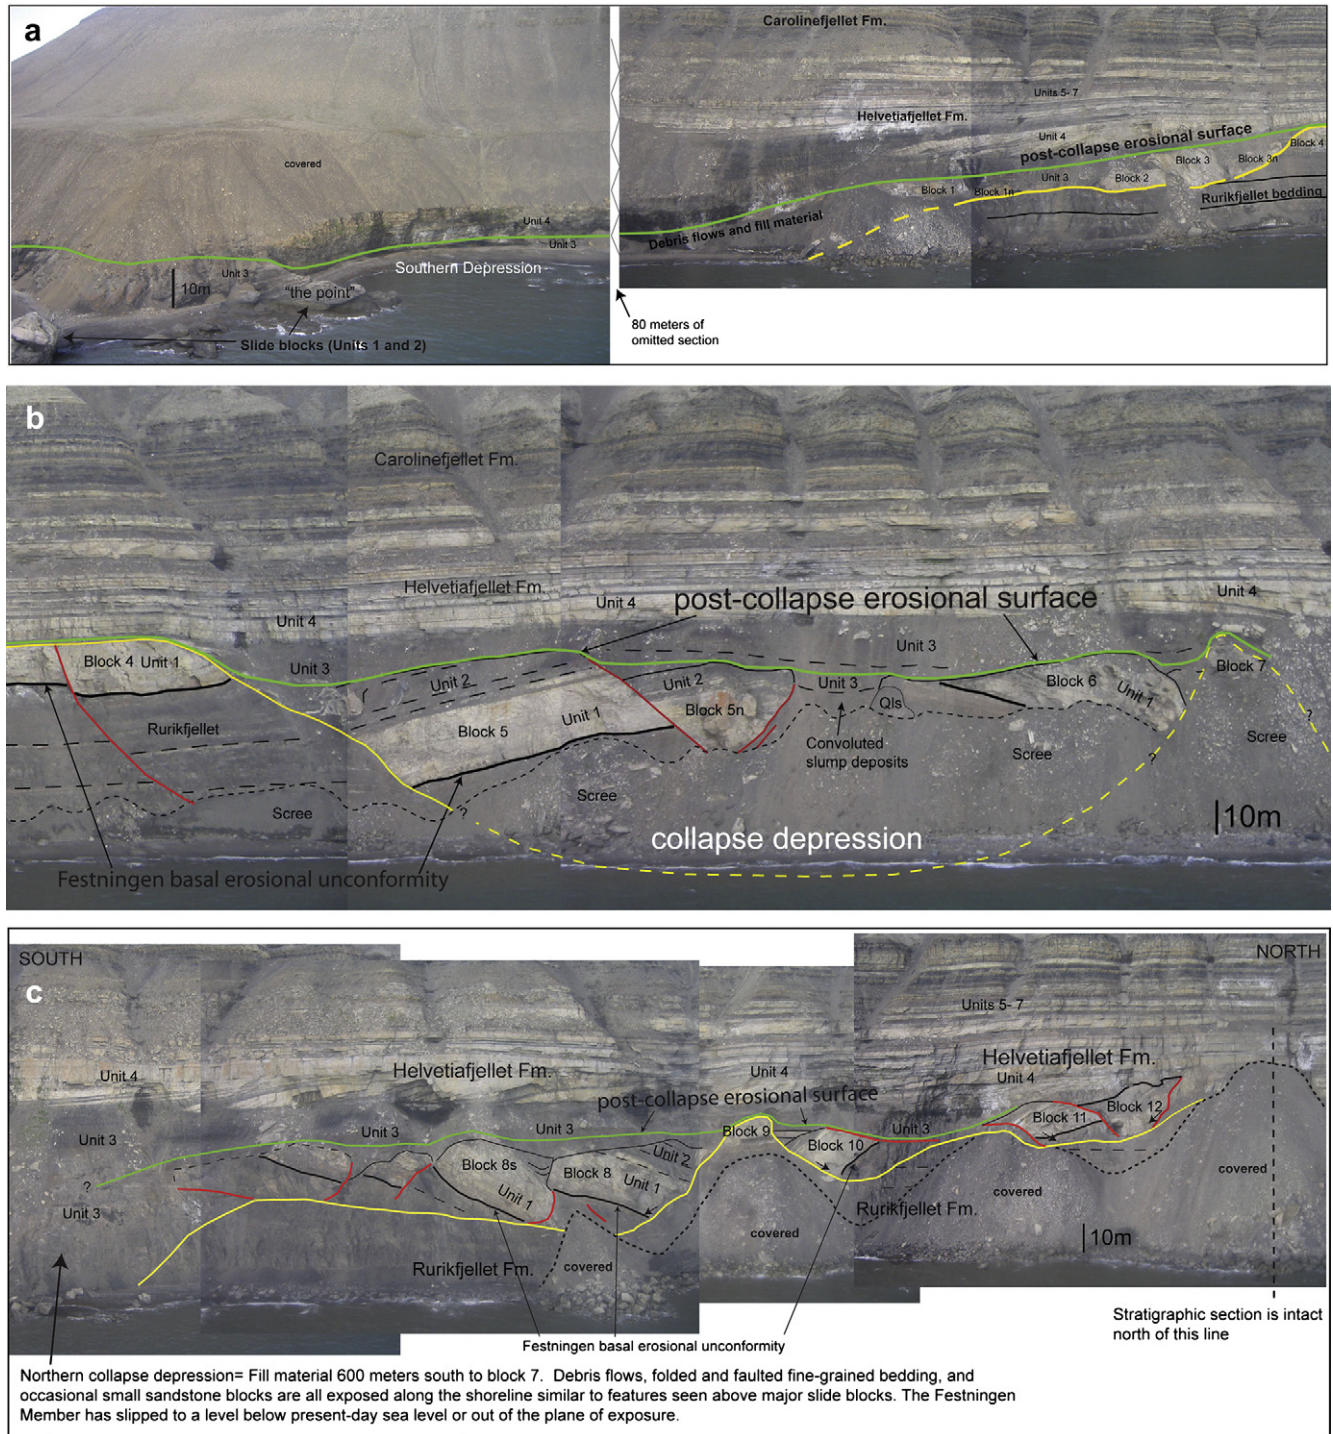 a
Carolinefjellet Fm.
Units 5- 7
Helvetiafjellet Fm.
Unit 4
post-collapse erosional surface
covered
Block 4
Block 3
Block 3n
Block 1
Block 1n
Unit 3
Block 2
Rurikfjellet bedding
Unit 4
Unit 3
Debris flows and fill material
Southern Depression
Unit 3
10m
"the point"
Slide blocks (Units 1 and 2)
80 meters of
omitted section
b
Carolinefjellet Fm.
Helvetiafjellet Fm.
Unit 4
Unit 4
Unit 4
post-collapse erosional surface
Unit 3
Block 4
Unit 1
Unit 3
Unit 2
Unit 2
Unit 3
Block 6
Block 7
Unit 1
Qls
Block 5n
Unit 1
Block 5
Rurikfjellet
Convoluted
slump deposits
Scree
Scree
Scree
Scree
?
?
?
10m
collapse depression
Festningen basal erosional unconformity
SOUTH
NORTH
c
Units 5- 7
Helvetiafjellet Fm.
Helvetiafjellet Fm.
Unit 4
Unit 4
Unit 4
post-collapse erosional surface
Unit 3
Unit 3
Unit 3
Block 9
Block 10
Unit 3
Block 11
Block 12
Block 8s
Block 8
Unit 2
Unit 1
Unit 1
?
Unit 3
covered
covered
Rurikfjellet Fm.
covered
covered
Rurikfjellet Fm.
10m
Festningen basal erosional unconformity
Stratigraphic section is intact
north of this line
Northern collapse depression= Fill material 600 meters south to block 7. Debris flows, folded and faulted fine-grained bedding, and
occasional small sandstone blocks are all exposed along the shoreline similar to features seen above major slide blocks. The Festningen
Member has slipped to a level below present-day sea level or out of the plane of exposure.